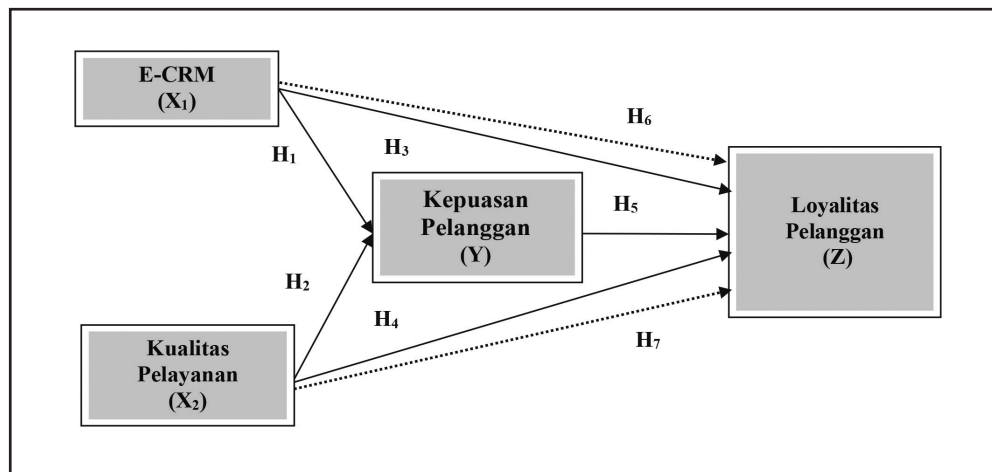 E-CRM
(X₁)
H₆
H₁
H₃
Kepuasan
Pelanggan
(Y)
H₅
Loyalitas
Pelanggan
(Z)
H₂
H₄
Kualitas
Pelayanan
(X₂)
H₇